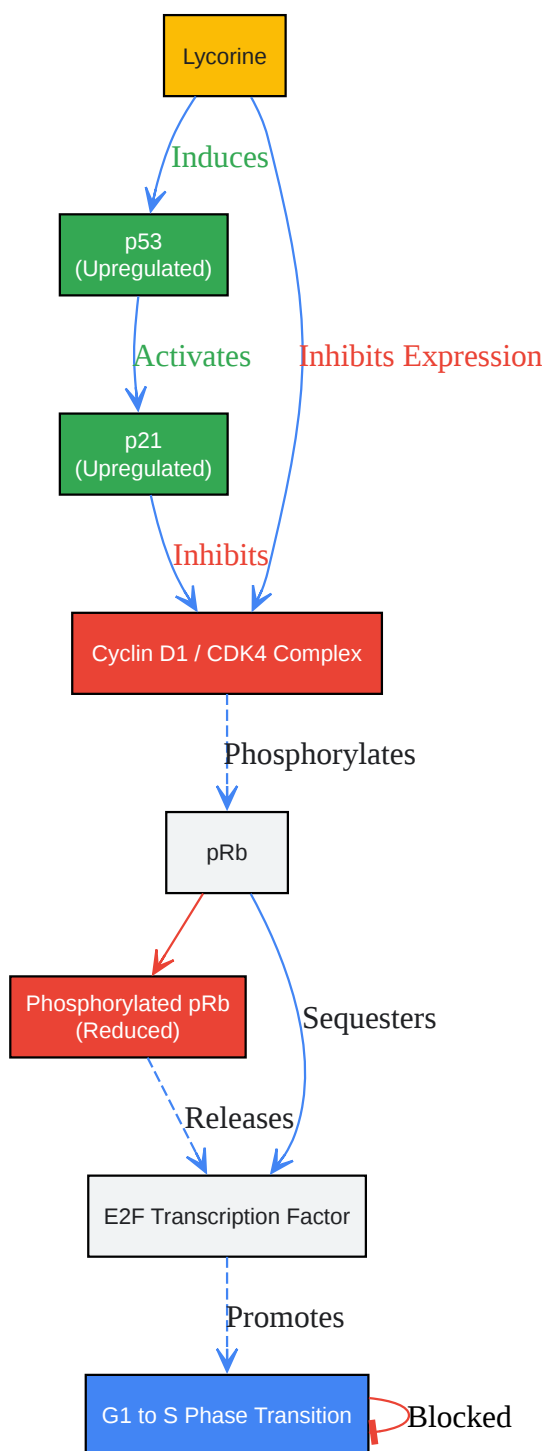 Lycorine
Induces
p53
(Upregulated)
Activates
Inhibits Expression
p21
(Upregulated)
Inhibits
Cyclin D1 / CDK4 Complex
Phosphorylates
pRb
Phosphorylated pRb
(Reduced)
Sequesters
Releases
E2F Transcription Factor
Promotes
G1 to S Phase Transition
Blocked